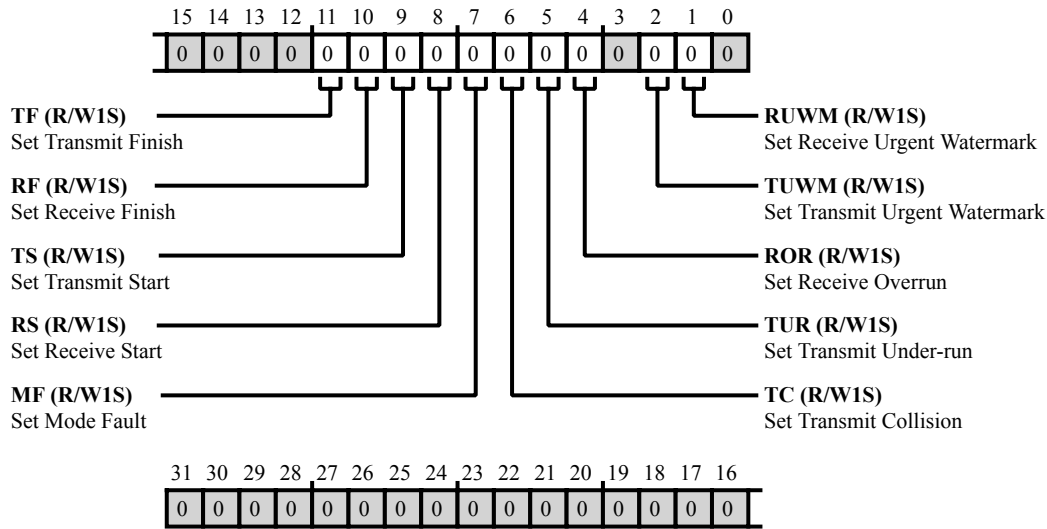 15 14 13 12 11 10 9 8 7 6 5 4 3 2 1 0
0 0 0 0 0 0 0 0 0 0 0 0 0 0 0 0
TF (R/W1S)
Set Transmit Finish
RF (R/W1S)
Set Receive Finish
TS (R/W1S)
Set Transmit Start
RS (R/W1S)
Set Receive Start
MF (R/W1S)
Set Mode Fault
RUWM (R/W1S)
Set Receive Urgent Watermark
TUWM (R/W1S)
Set Transmit Urgent Watermark
ROR (R/W1S)
Set Receive Overrun
TUR (R/W1S)
Set Transmit Under-run
TC (R/W1S)
Set Transmit Collision
31 30 29 28 27 26 25 24 23 22 21 20 19 18 17 16
0 0 0 0 0 0 0 0 0 0 0 0 0 0 0 0